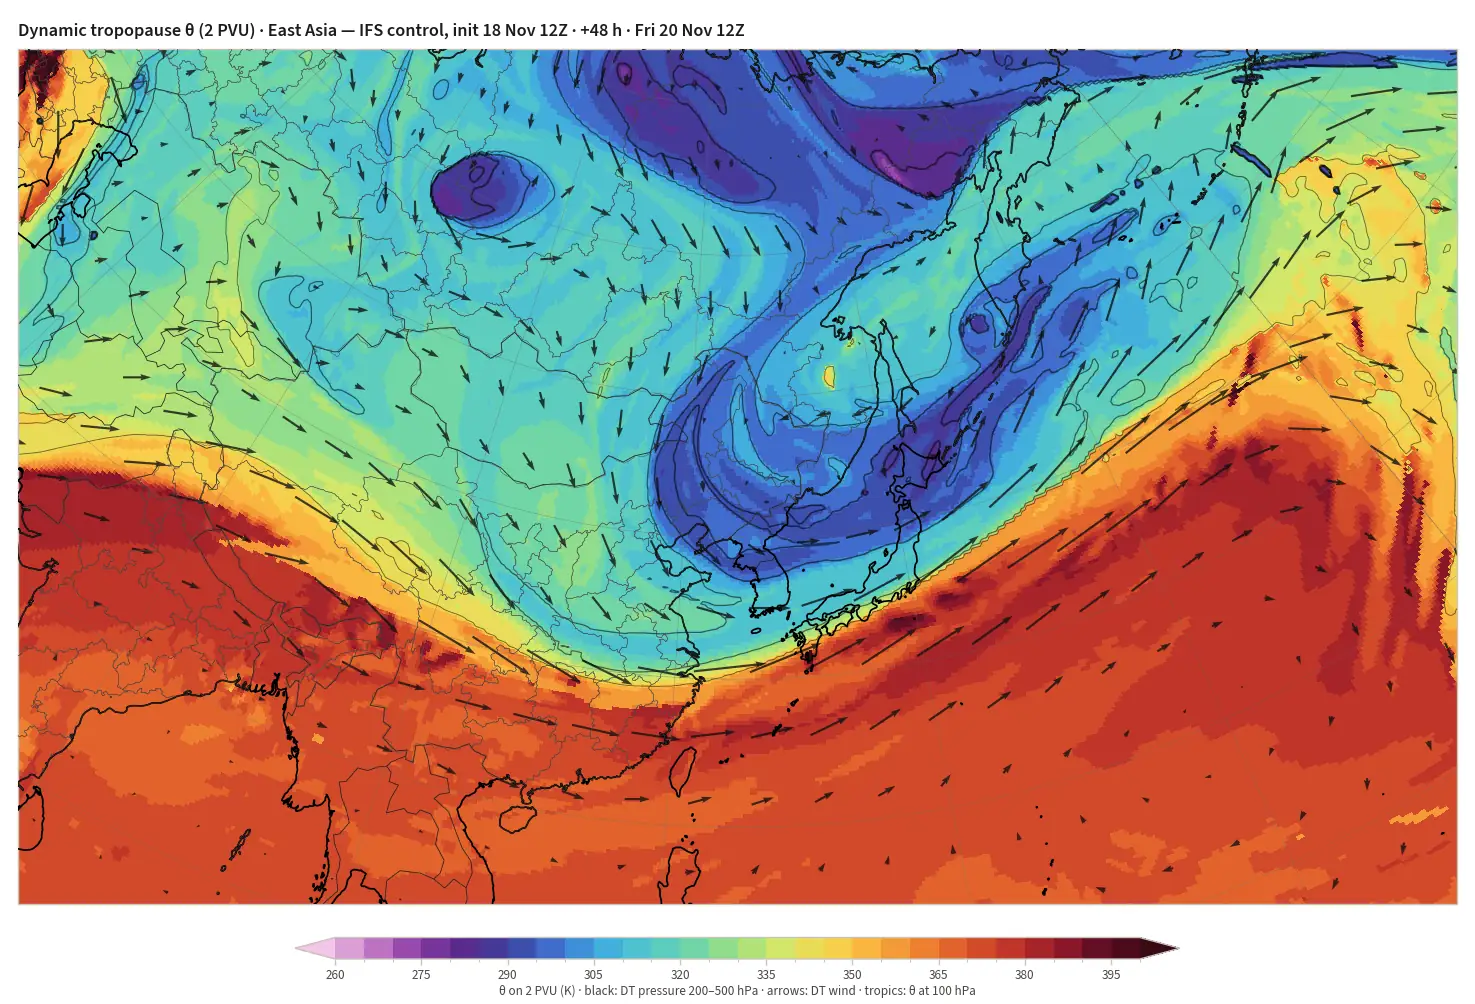 Dynamic tropopause θ (2 PVU) · East Asia — IFS control, init 18 Nov 12Z · +48 h · Fri 20 Nov 12Z
260 275 290 305 320 335 350 365 380 395
θ on 2 PVU (K) · black: DT pressure 200–500 hPa · arrows: DT wind · tropics: θ at 100 hPa